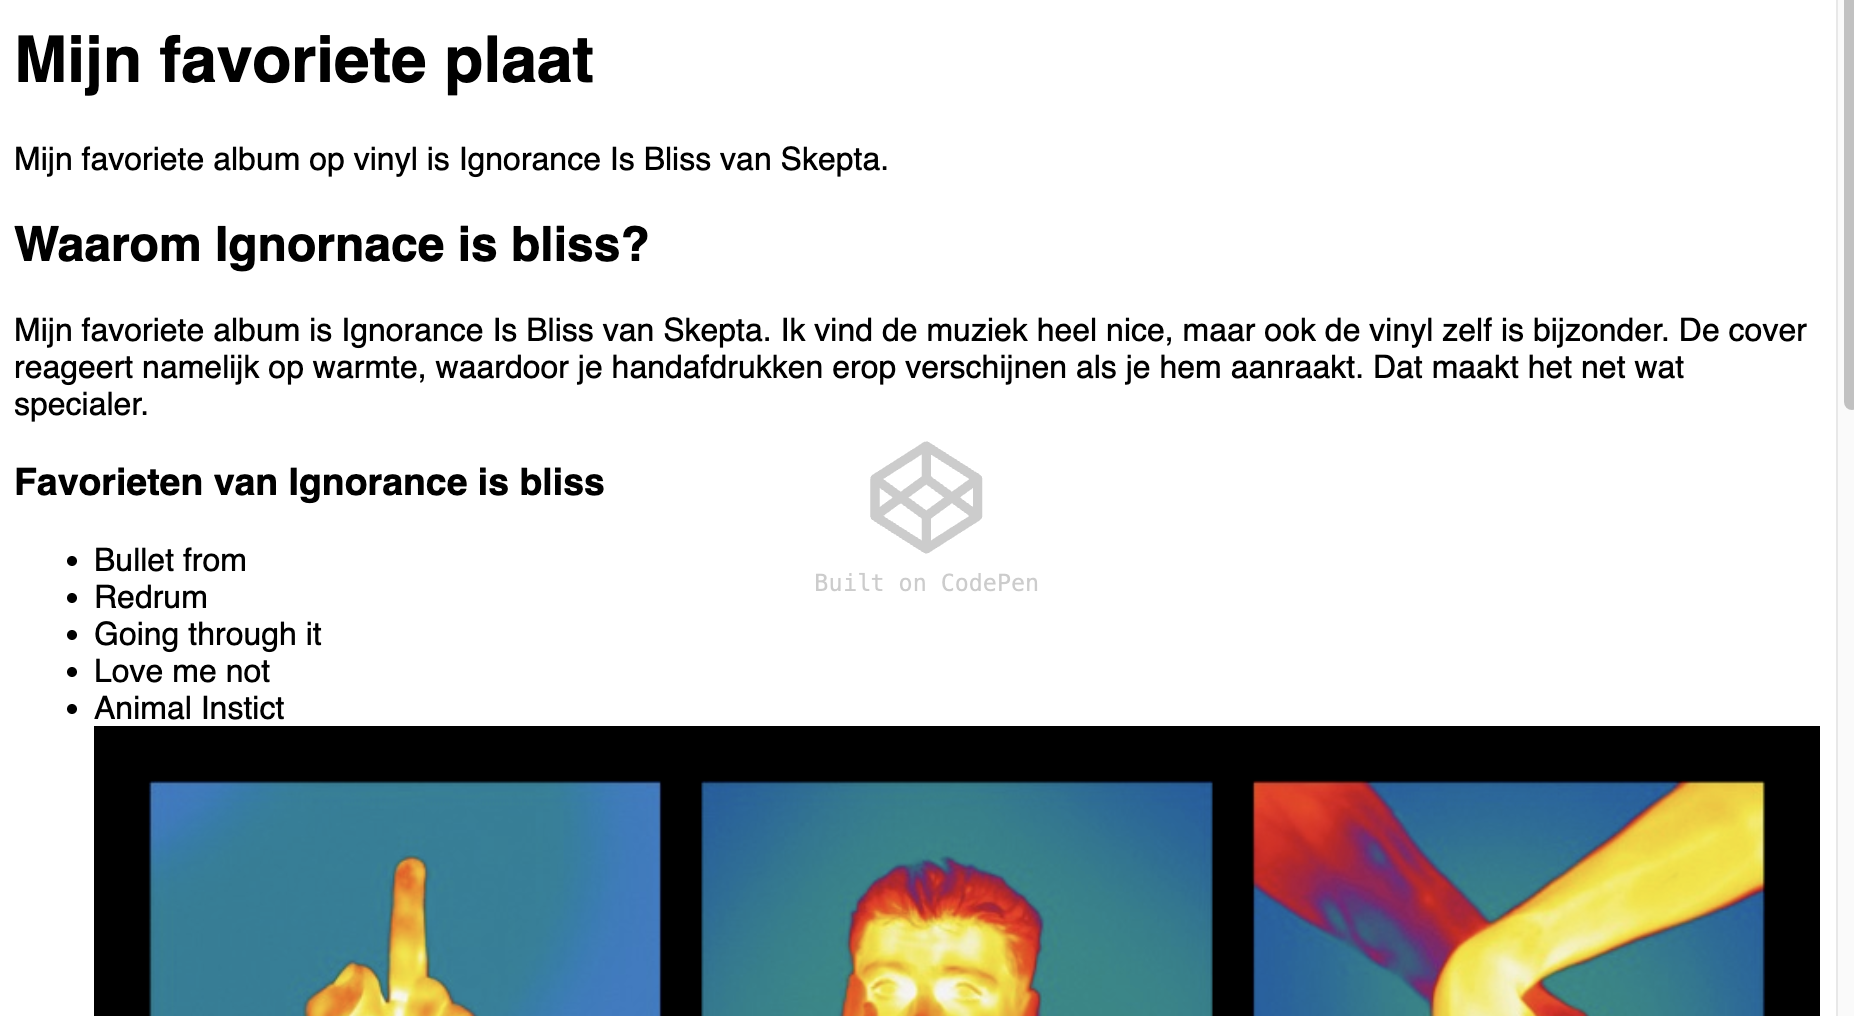 Mijn favoriete plaat
Mijn favoriete album op vinyl is Ignorance Is Bliss van Skepta.
Waarom Ignornace is bliss?
Mijn favoriete album is Ignorance Is Bliss van Skepta. Ik vind de muziek heel nice, maar ook de vinyl zelf is bijzonder. De cover
reageert namelijk op warmte, waardoor je handafdrukken erop verschijnen als je hem aanraakt. Dat maakt het net wat
specialer.
Favorieten van Ignorance is bliss
Bullet from
Redrum
Going through it
Love me not
Animal Instict
Built on CodePen